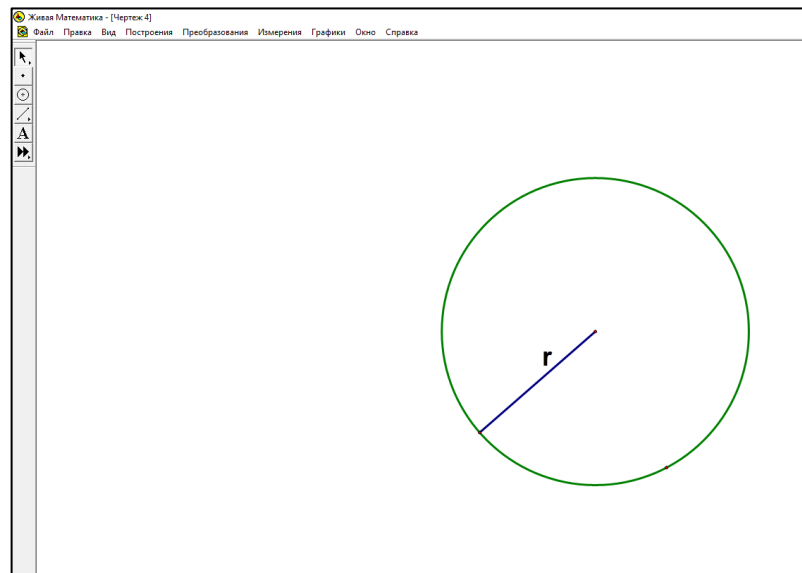 Живая Математика - [Чертеж 4]
Файл Правка Вид Построения Преобразования Измерения Графики Окно Справка
A
r